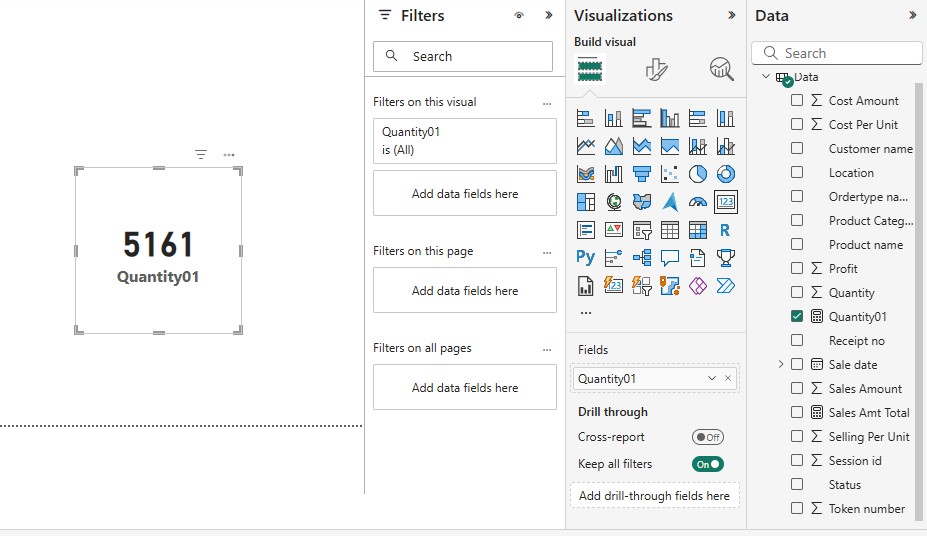 5161
Quantity01
Filters
Search
Filters on this visual
...
Quantity01
is (All)
Add data fields here
Filters on this page
...
Add data fields here
Filters on all pages
...
Add data fields here
Visualizations
Build visual
123
R
Py
123
...
Fields
Quantity01
Drill through
Cross-report
Off
Keep all filters
On
Add drill-through fields here
Data
Search
Data
Cost Amount
Cost Per Unit
Customer name
Location
Ordertype na...
Product Categ...
Product name
Profit
Quantity
Quantity01
Receipt no
Sale date
Sales Amount
Sales Amt Total
Selling Per Unit
Session id
Status
Token number